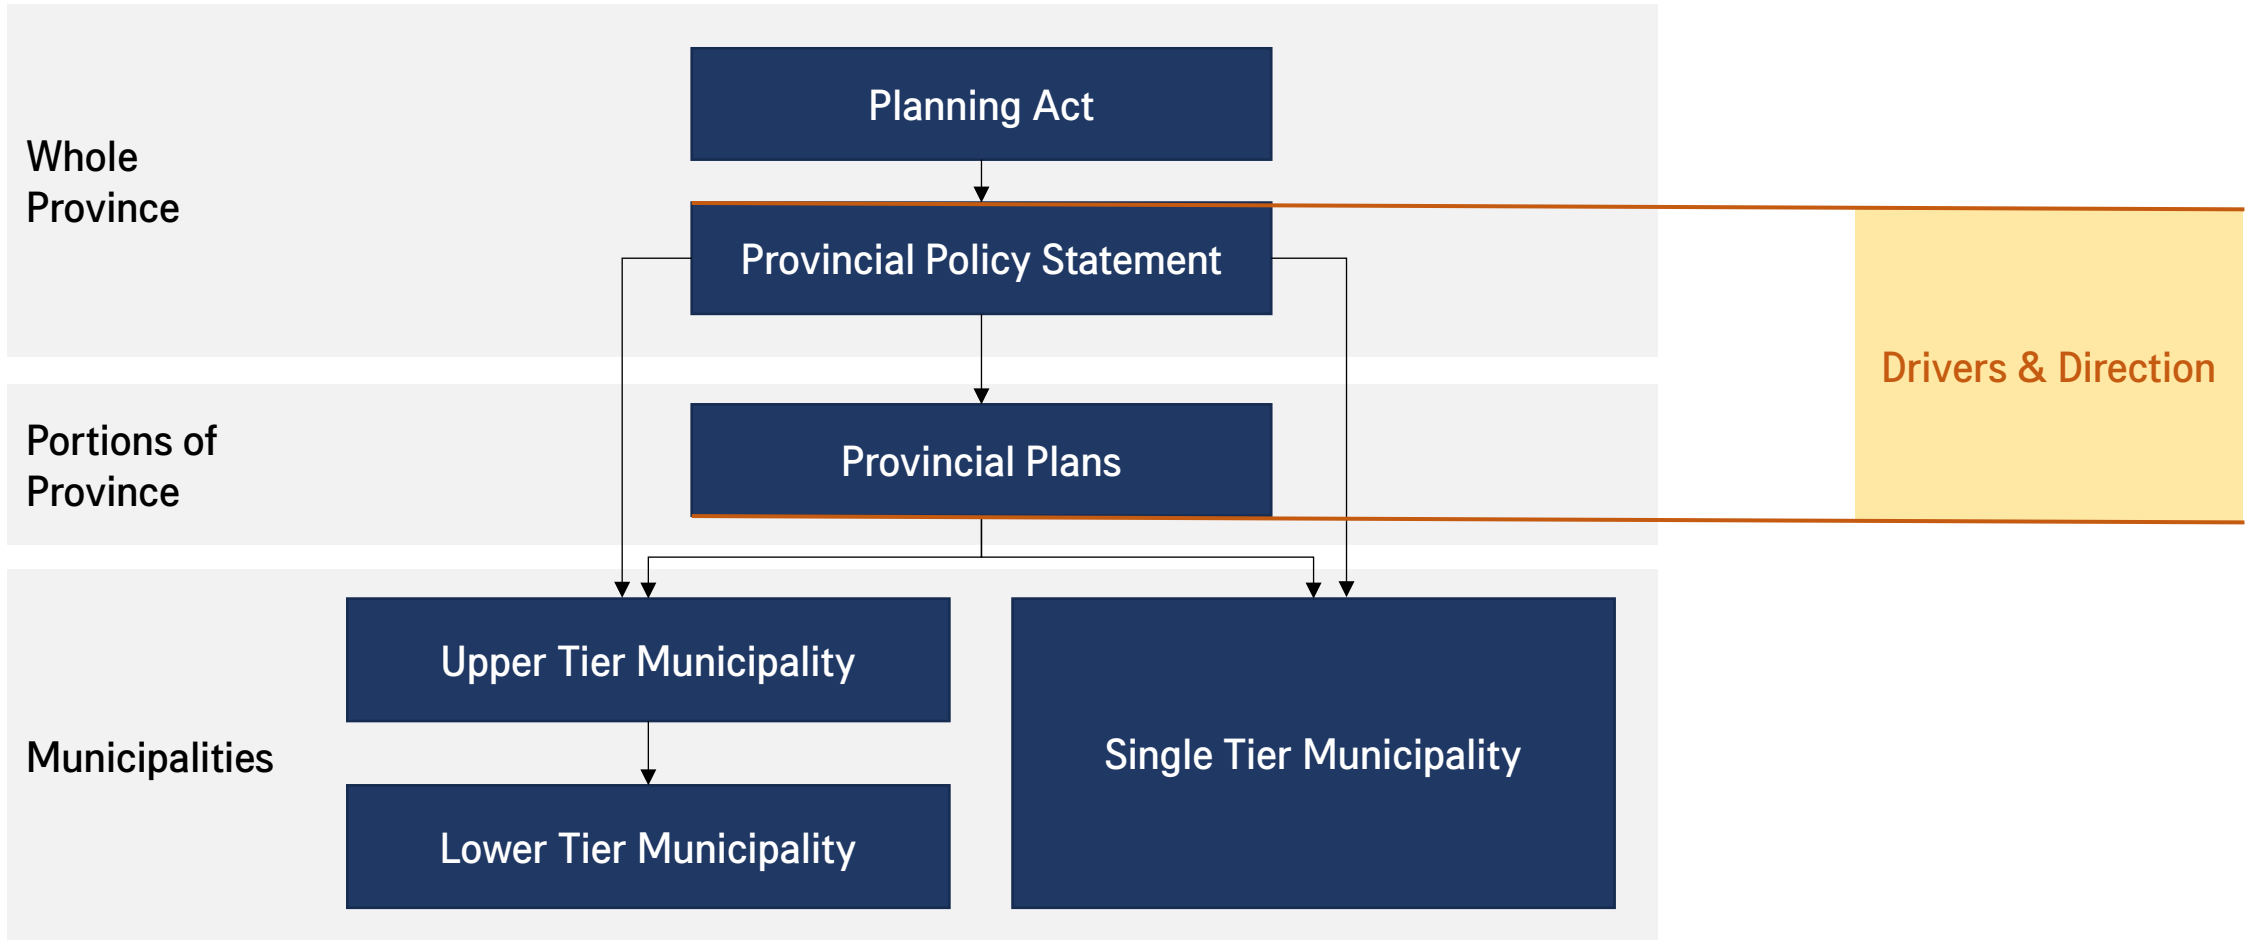 Planning Act
Whole
Province
Provincial Policy Statement
Drivers & Direction
Portions of
Province
Provincial Plans
Upper Tier Municipality
Municipalities
Single Tier Municipality
Lower Tier Municipality